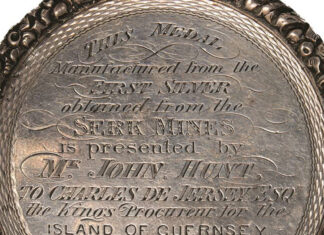 THIS MEDAL
Manufactured from the
FIRST SILVER
obtained from the
SERK MINES
is presented by
Mr. JOHN HUNT,
TO CHARLES DE JERSEY ESQ
the King's Procureur for the
ISLAND OF GUERNSEY